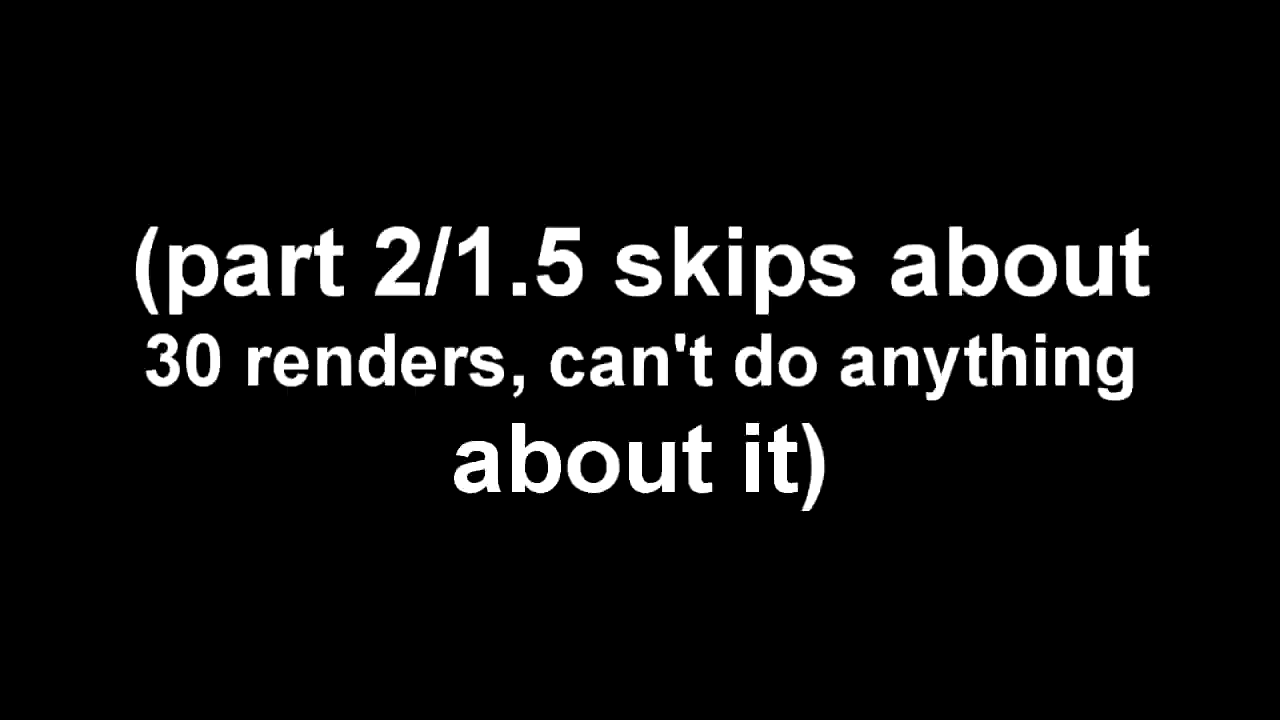 (part 2/1.5 skips about
30 renders, can't do anything
about it)